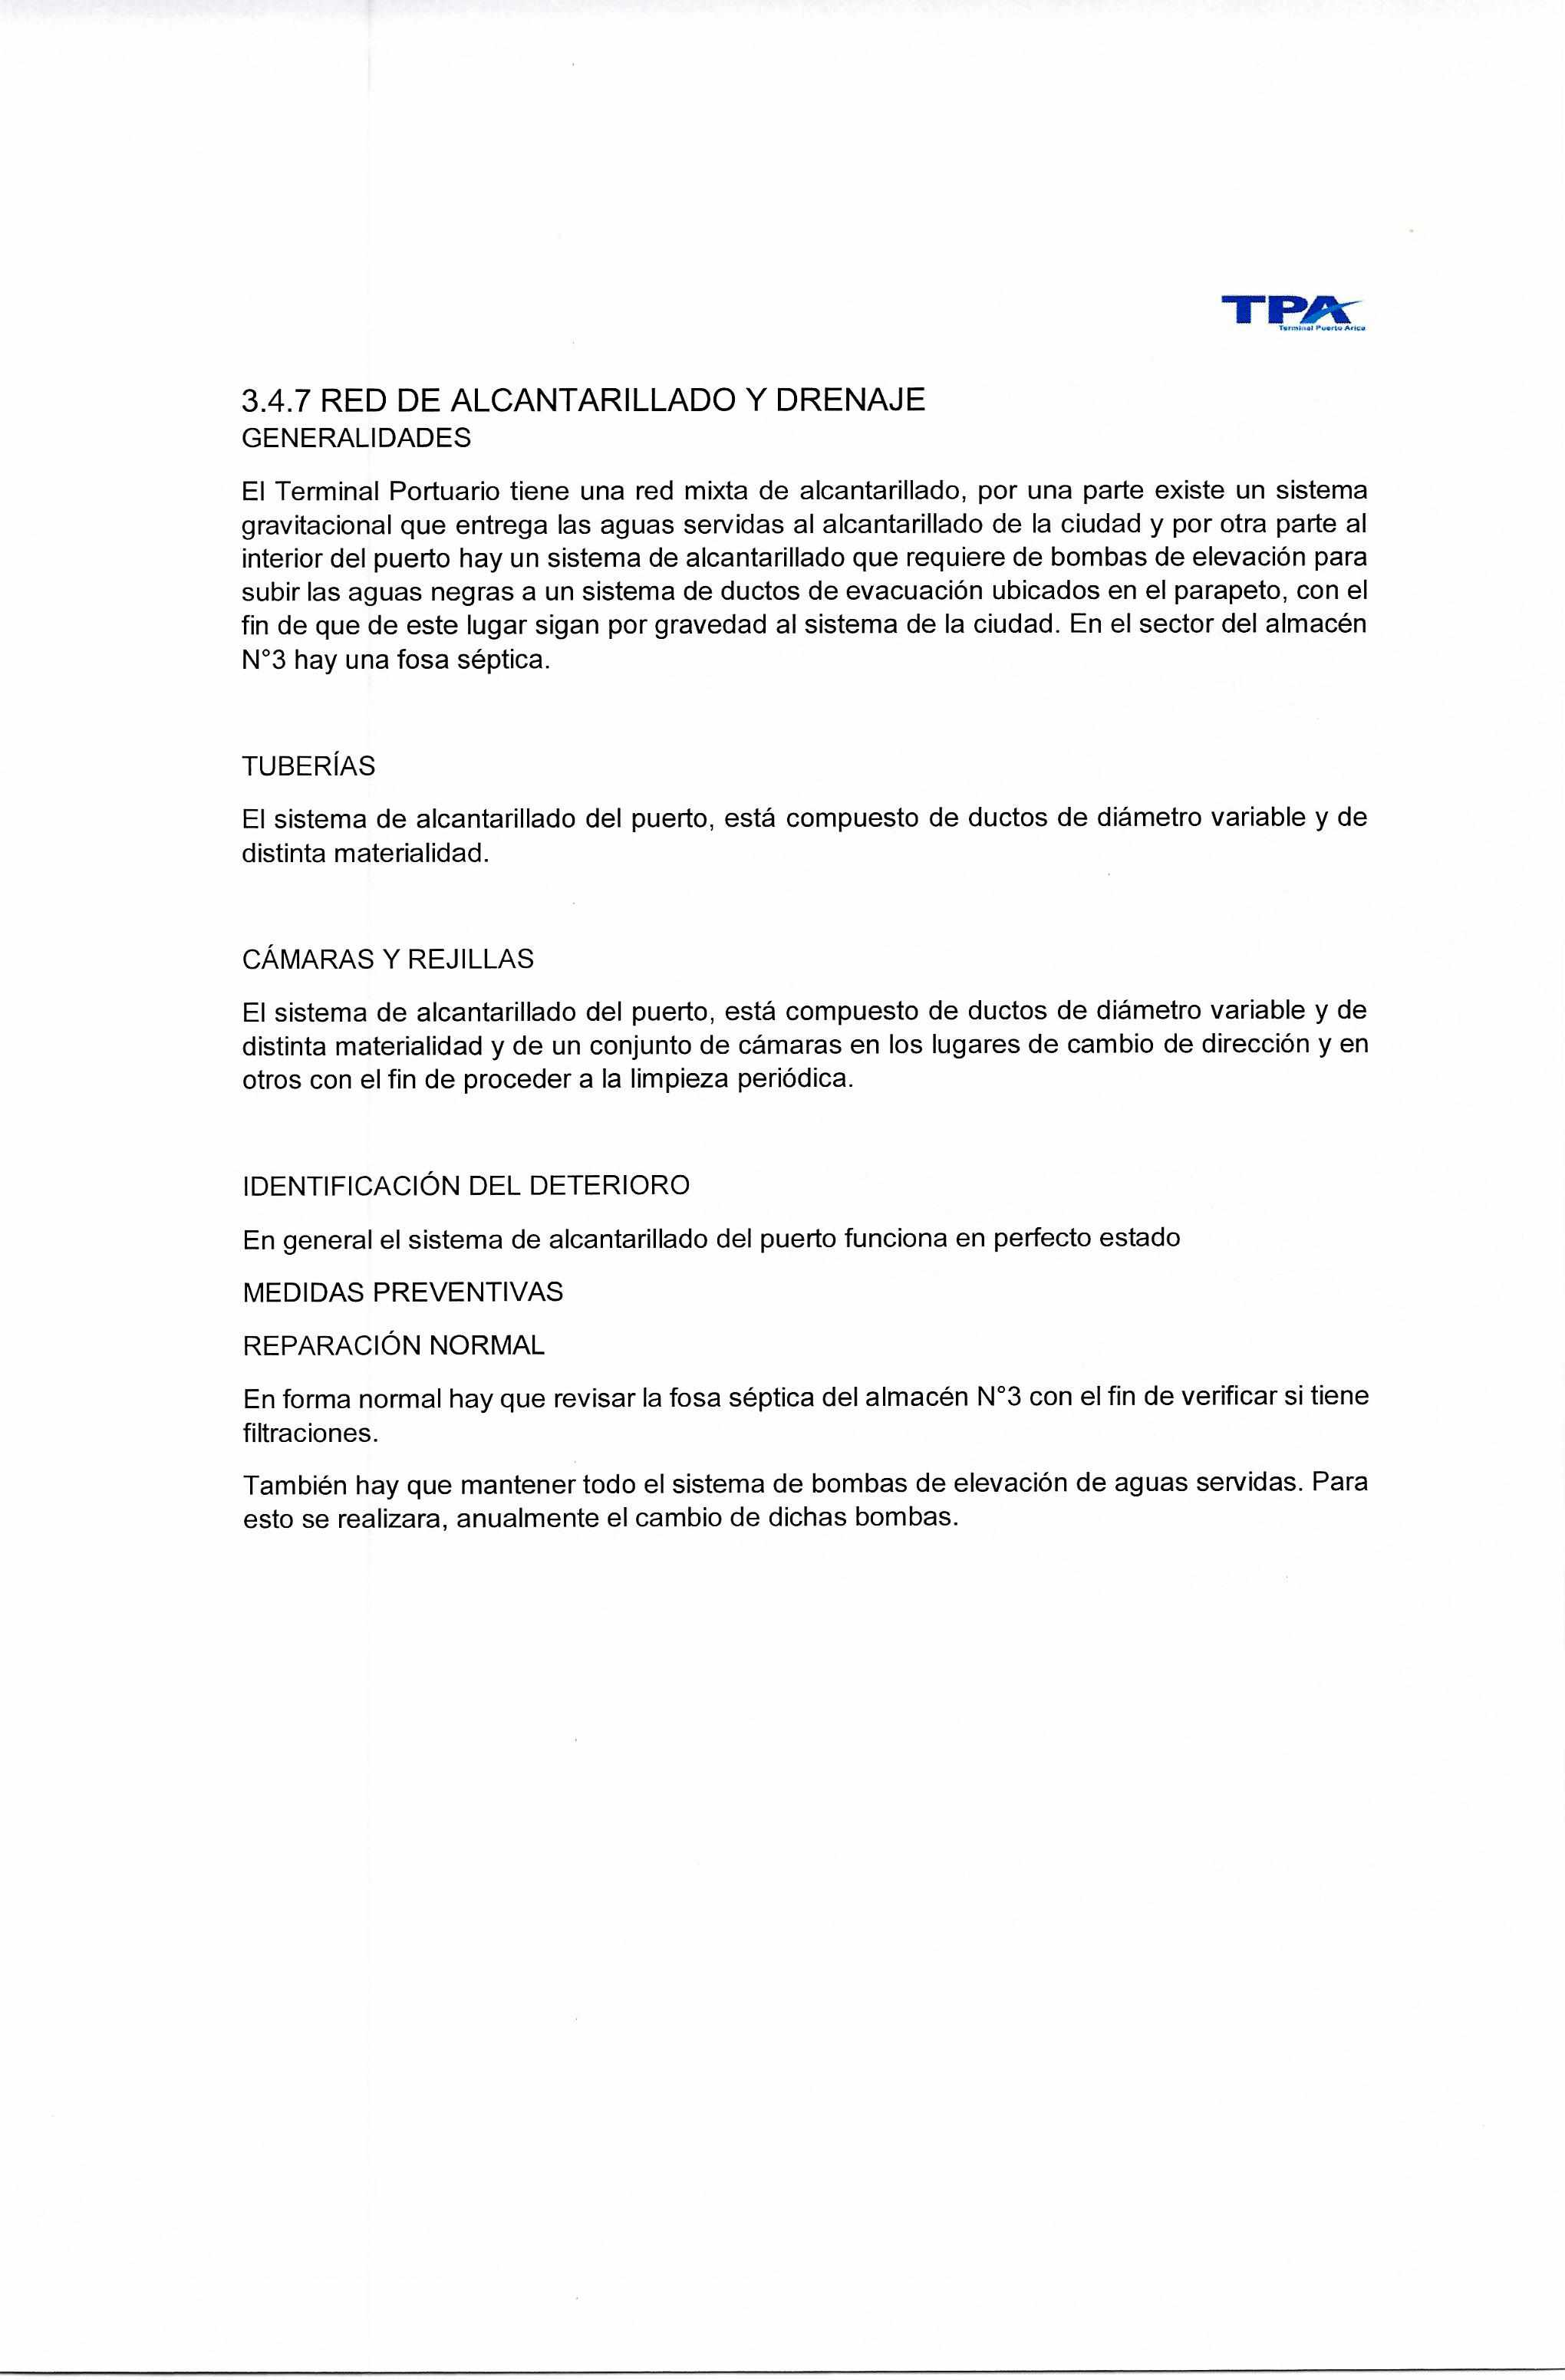 TPA
Terminal Puerto Arica
3.4.7 RED DE ALCANTARILLADO Y DRENAJE
GENERALIDADES
El Terminal Portuario tiene una red mixta de alcantarillado, por una parte existe un sistema
gravitacional que entrega las aguas servidas al alcantarillado de la ciudad y por otra parte al
interior del puerto hay un sistema de alcantarillado que requiere de bombas de elevación para
subir las aguas negras a un sistema de ductos de evacuación ubicados en el parapeto, con el
fin de que de este lugar sigan por gravedad al sistema de la ciudad. En el sector del almacén
N°3 hay una fosa séptica.
TUBERÍAS
El sistema de alcantarillado del puerto, está compuesto de ductos de diámetro variable y de
distinta materialidad.
CÁMARAS Y REJILLAS
El sistema de alcantarillado del puerto, está compuesto de ductos de diámetro variable y de
distinta materialidad y de un conjunto de cámaras en los lugares de cambio de dirección y en
otros con el fin de proceder a la limpieza periódica.
IDENTIFICACIÓN DEL DETERIORO
En general el sistema de alcantarillado del puerto funciona en perfecto estado
MEDIDAS PREVENTIVAS
REPARACIÓN NORMAL
En forma normal hay que revisar la fosa séptica del almacén N°3 con el fin de verificar si tiene
filtraciones.
También hay que mantener todo el sistema de bombas de elevación de aguas servidas. Para
esto se realizara, anualmente el cambio de dichas bombas.